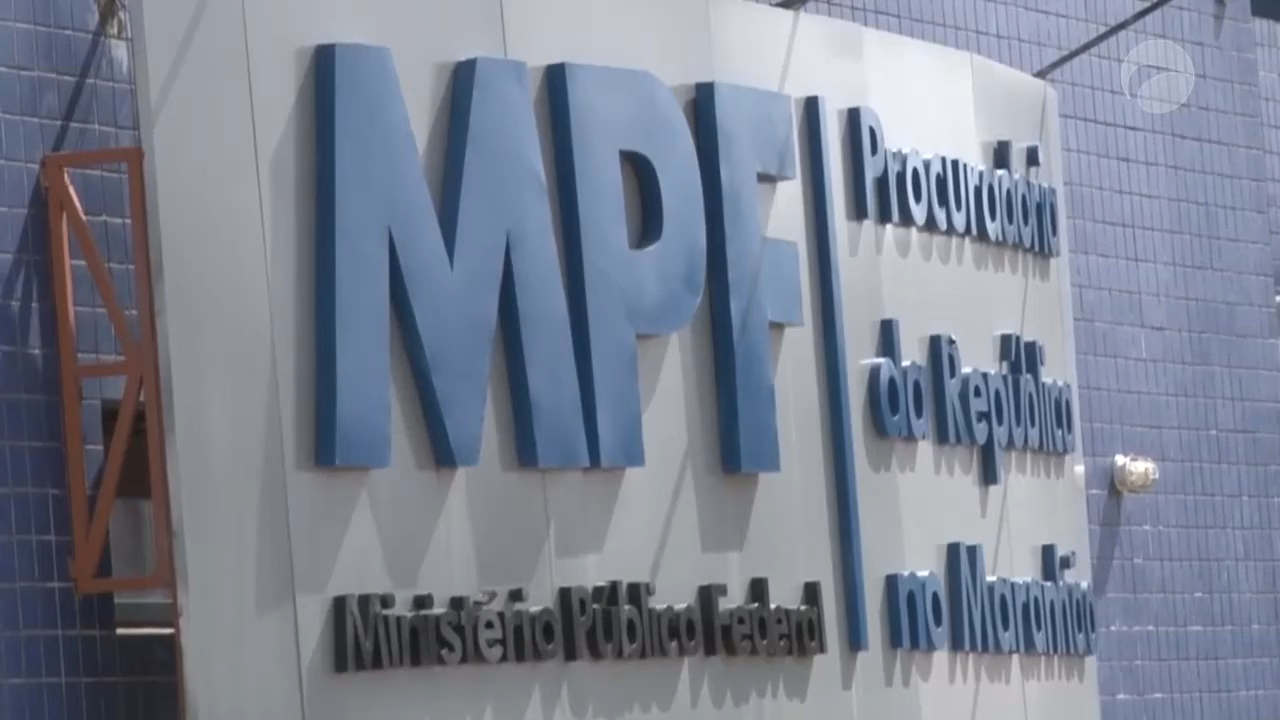 MPF
Ministério Público Federal
Procuradoria
da República
no Maranhão